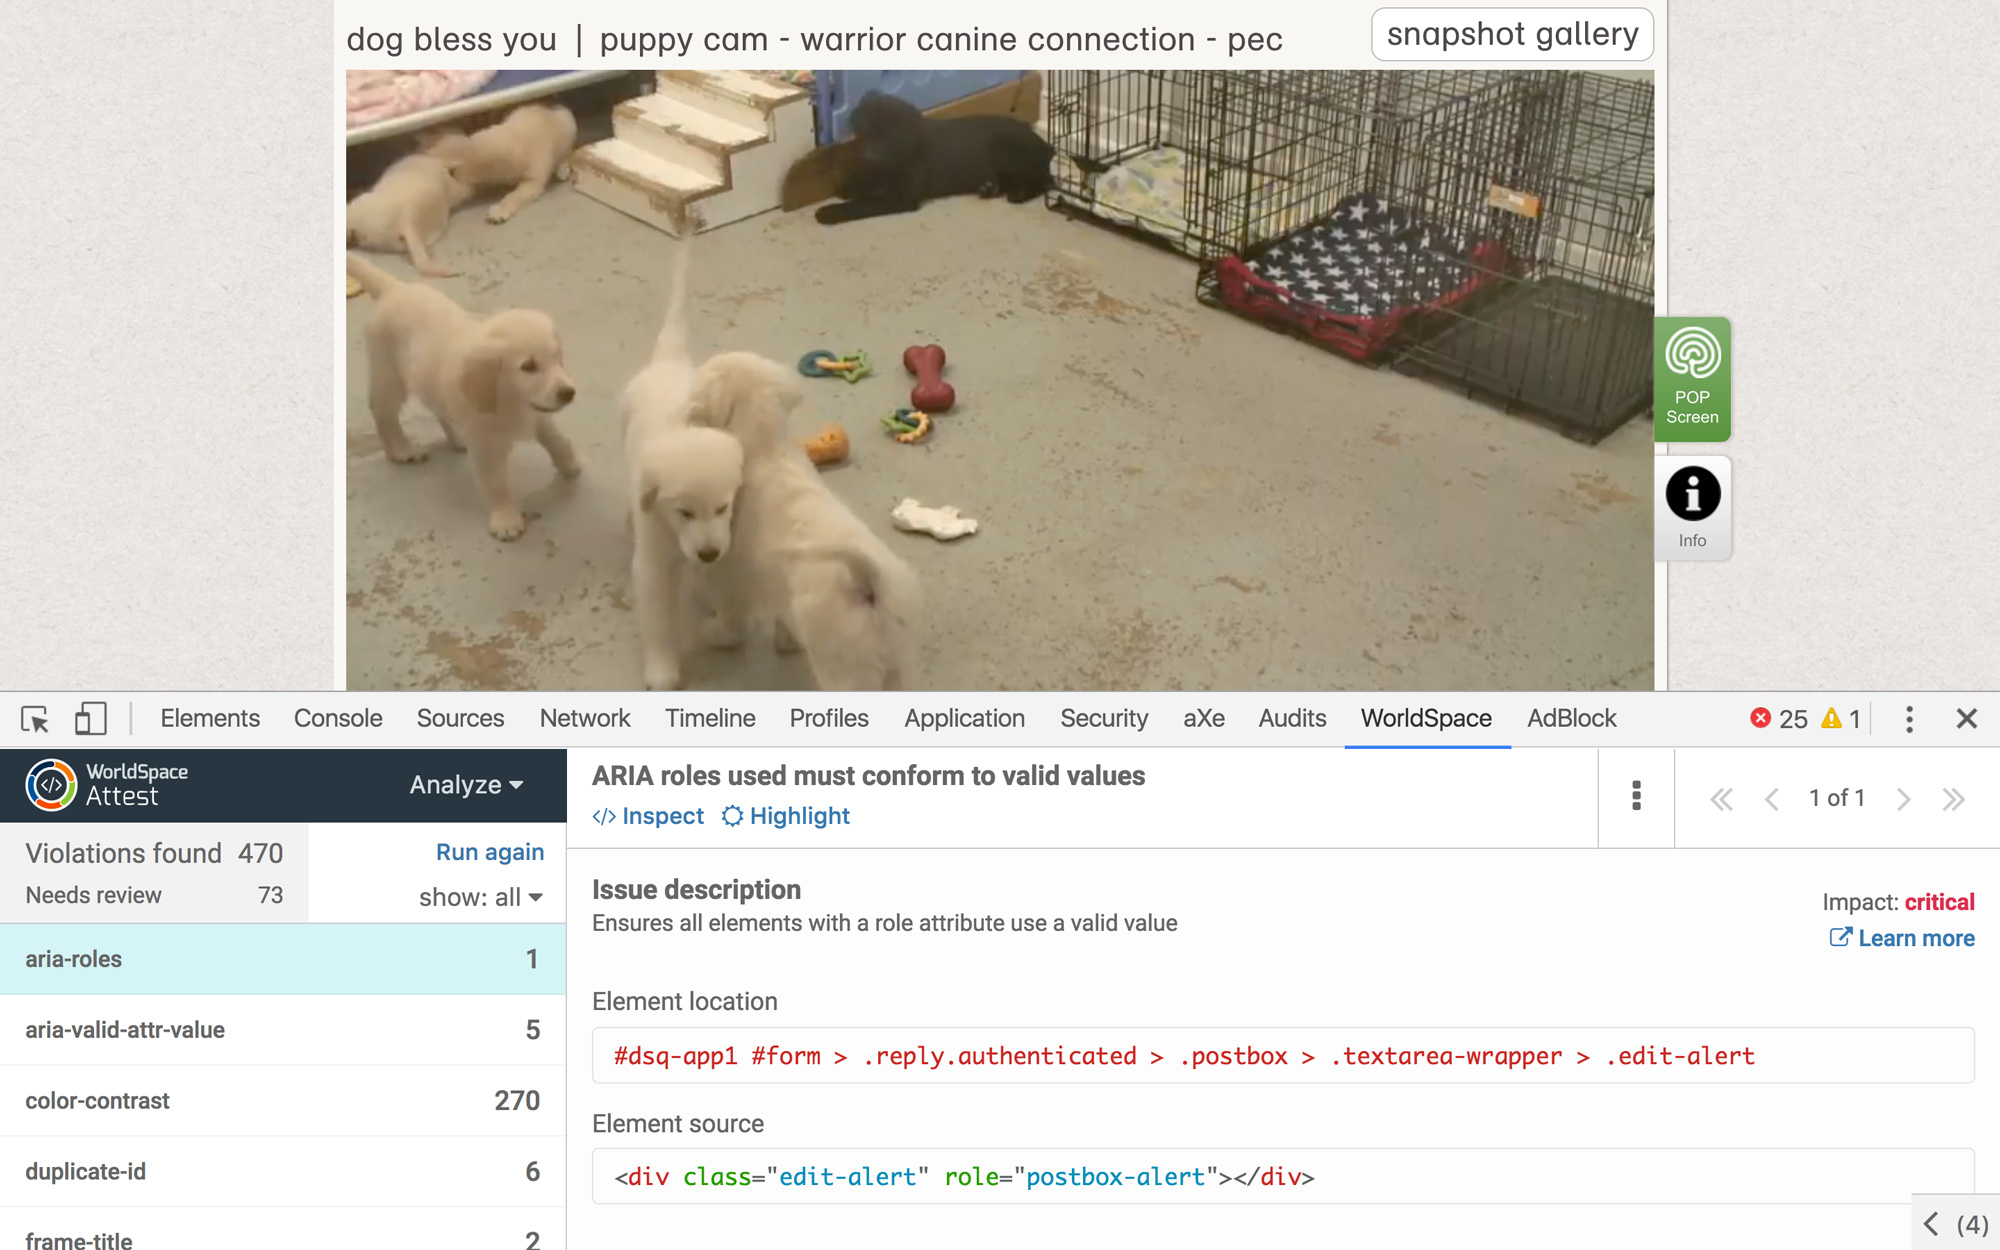 dog bless you | puppy cam - warrior canine connection - pec
snapshot gallery
POP
Screen
Info
Elements Console Sources Network Timeline Profiles Application Security aXe Audits WorldSpace AdBlock 25 1
WorldSpace
Attest
Analyze
Violations found 470
Needs review 73
Run again
show: all
aria-roles 1
aria-valid-attr-value 5
color-contrast 270
duplicate-id 6
frame-title 2
ARIA roles used must conform to valid values
</> Inspect Highlight
1 of 1
Issue description
Ensures all elements with a role attribute use a valid value
Impact: critical
Learn more
Element location
#dsq-app1 #form > .reply.authenticated > .postbox > .textarea-wrapper > .edit-alert
Element source
<div class="edit-alert" role="postbox-alert"></div>
(4)